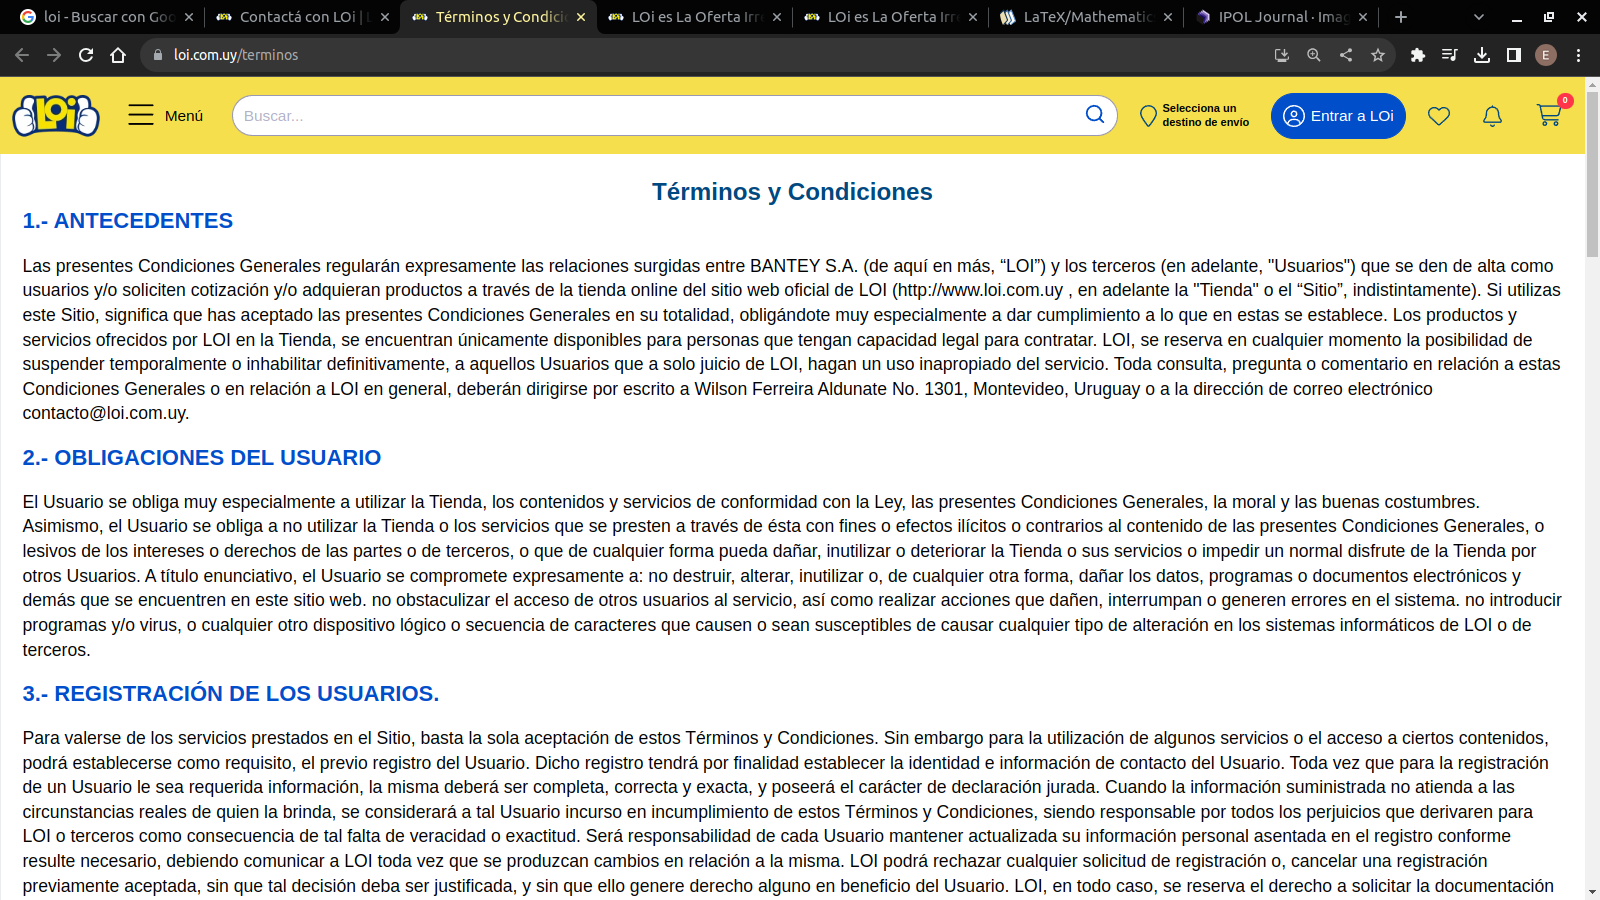 loi - Buscar con Goo
Contactá con LOi | L
Términos y Condicio
LOi es La Oferta Irre
LOi es La Oferta Irre
LaTeX/Mathematic
IPOL Journal · Imag
loi.com.uy/terminos
E
LOi
Menú
Buscar...
Selecciona un
destino de envío
Entrar a LOi
0
Términos y Condiciones
1.- ANTECEDENTES
Las presentes Condiciones Generales regularán expresamente las relaciones surgidas entre BANTEY S.A. (de aquí en más, “LOI”) y los terceros (en adelante, "Usuarios") que se den de alta como
usuarios y/o soliciten cotización y/o adquieran productos a través de la tienda online del sitio web oficial de LOI (http://www.loi.com.uy , en adelante la "Tienda" o el “Sitio”, indistintamente). Si utilizas
este Sitio, significa que has aceptado las presentes Condiciones Generales en su totalidad, obligándote muy especialmente a dar cumplimiento a lo que en estas se establece. Los productos y
servicios ofrecidos por LOI en la Tienda, se encuentran únicamente disponibles para personas que tengan capacidad legal para contratar. LOI, se reserva en cualquier momento la posibilidad de
suspender temporalmente o inhabilitar definitivamente, a aquellos Usuarios que a solo juicio de LOI, hagan un uso inapropiado del servicio. Toda consulta, pregunta o comentario en relación a estas
Condiciones Generales o en relación a LOI en general, deberán dirigirse por escrito a Wilson Ferreira Aldunate No. 1301, Montevideo, Uruguay o a la dirección de correo electrónico
contacto@loi.com.uy.
2.- OBLIGACIONES DEL USUARIO
El Usuario se obliga muy especialmente a utilizar la Tienda, los contenidos y servicios de conformidad con la Ley, las presentes Condiciones Generales, la moral y las buenas costumbres.
Asimismo, el Usuario se obliga a no utilizar la Tienda o los servicios que se presten a través de ésta con fines o efectos ilícitos o contrarios al contenido de las presentes Condiciones Generales, o
lesivos de los intereses o derechos de las partes o de terceros, o que de cualquier forma pueda dañar, inutilizar o deteriorar la Tienda o sus servicios o impedir un normal disfrute de la Tienda por
otros Usuarios. A título enunciativo, el Usuario se compromete expresamente a: no destruir, alterar, inutilizar o, de cualquier otra forma, dañar los datos, programas o documentos electrónicos y
demás que se encuentren en este sitio web. no obstaculizar el acceso de otros usuarios al servicio, así como realizar acciones que dañen, interrumpan o generen errores en el sistema. no introducir
programas y/o virus, o cualquier otro dispositivo lógico o secuencia de caracteres que causen o sean susceptibles de causar cualquier tipo de alteración en los sistemas informáticos de LOI o de
terceros.
3.- REGISTRACIÓN DE LOS USUARIOS.
Para valerse de los servicios prestados en el Sitio, basta la sola aceptación de estos Términos y Condiciones. Sin embargo para la utilización de algunos servicios o el acceso a ciertos contenidos,
podrá establecerse como requisito, el previo registro del Usuario. Dicho registro tendrá por finalidad establecer la identidad e información de contacto del Usuario. Toda vez que para la registración
de un Usuario le sea requerida información, la misma deberá ser completa, correcta y exacta, y poseerá el carácter de declaración jurada. Cuando la información suministrada no atienda a las
circunstancias reales de quien la brinda, se considerará a tal Usuario incurso en incumplimiento de estos Términos y Condiciones, siendo responsable por todos los perjuicios que derivaren para
LOI o terceros como consecuencia de tal falta de veracidad o exactitud. Será responsabilidad de cada Usuario mantener actualizada su información personal asentada en el registro conforme
resulte necesario, debiendo comunicar a LOI toda vez que se produzcan cambios en relación a la misma. LOI podrá rechazar cualquier solicitud de registración o, cancelar una registración
previamente aceptada, sin que tal decisión deba ser justificada, y sin que ello genere derecho alguno en beneficio del Usuario. LOI, en todo caso, se reserva el derecho a solicitar la documentación